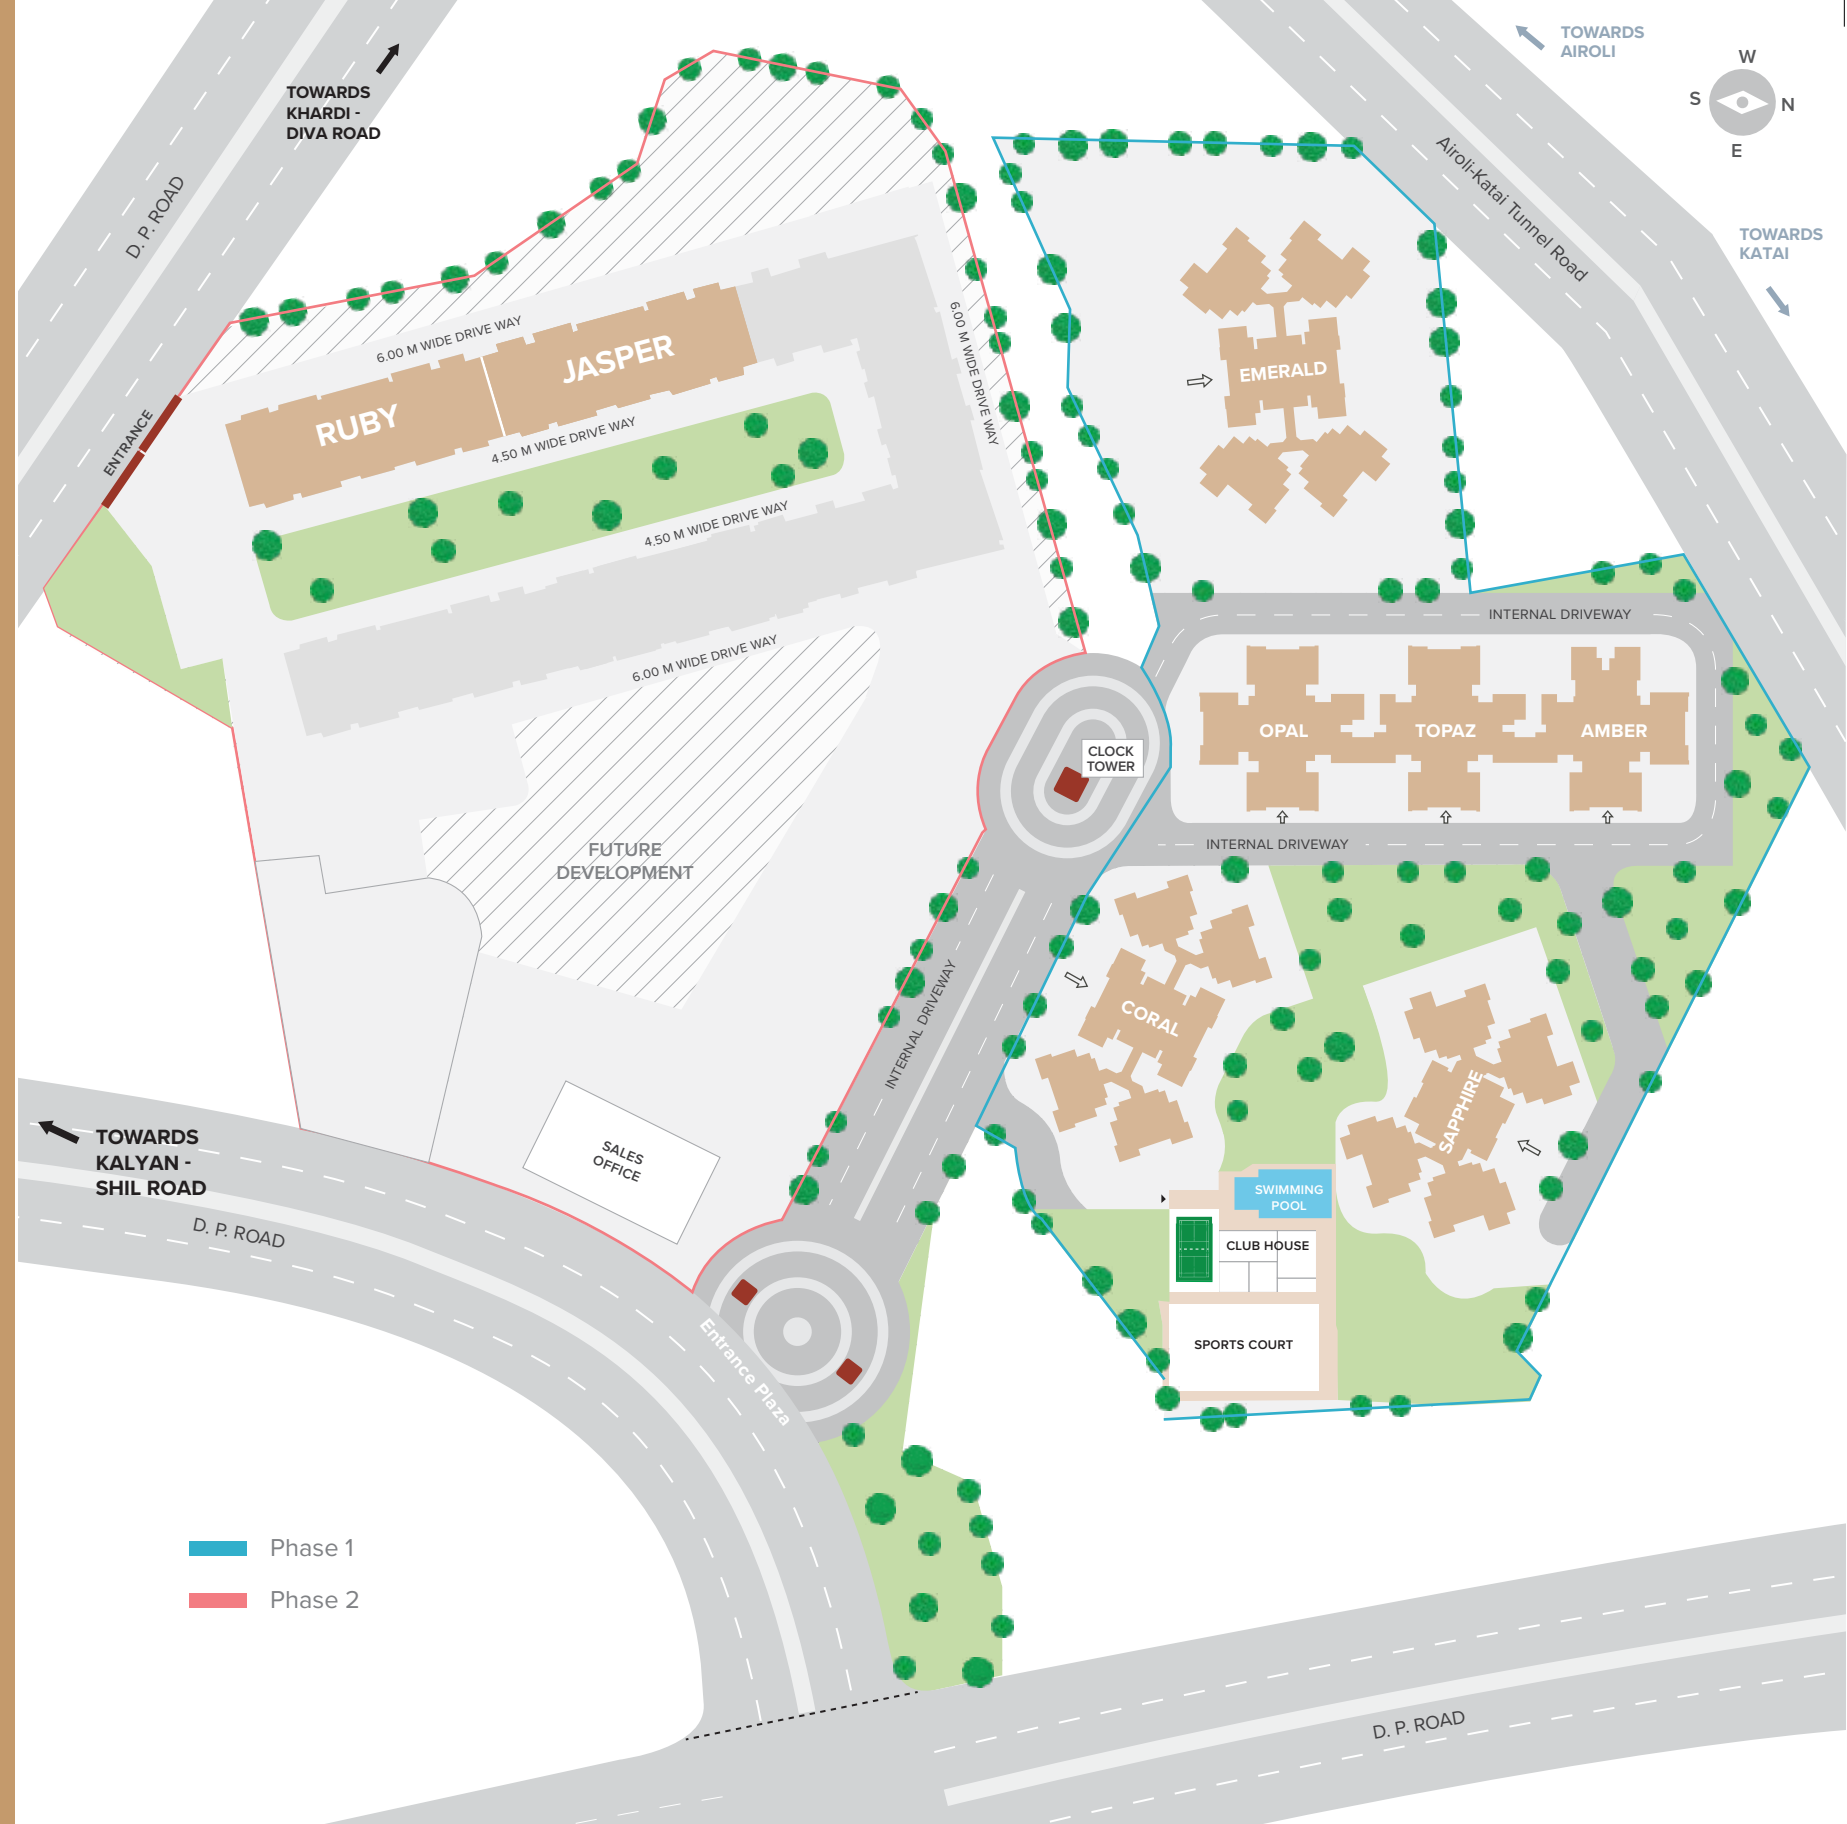 TOWARDS
AIROLI
W
S
N
E
TOWARDS
KHARDI -
DIVA ROAD
D. P. ROAD
Airoli-Katai Tunnel Road
TOWARDS
KATAI
6.00 M WIDE DRIVE WAY
6.00 M WIDE DRIVE WAY
JASPER
RUBY
EMERALD
ENTRANCE
4.50 M WIDE DRIVE WAY
4.50 M WIDE DRIVE WAY
6.00 M WIDE DRIVE WAY
INTERNAL DRIVEWAY
OPAL
TOPAZ
AMBER
CLOCK
TOWER
INTERNAL DRIVEWAY
FUTURE
DEVELOPMENT
INTERNAL DRIVEWAY
CORAL
SAPPHIRE
TOWARDS
KALYAN -
SHIL ROAD
SALES
OFFICE
SWIMMING
POOL
D. P. ROAD
CLUB HOUSE
SPORTS COURT
Entrance Plaza
Phase 1
Phase 2
D. P. ROAD